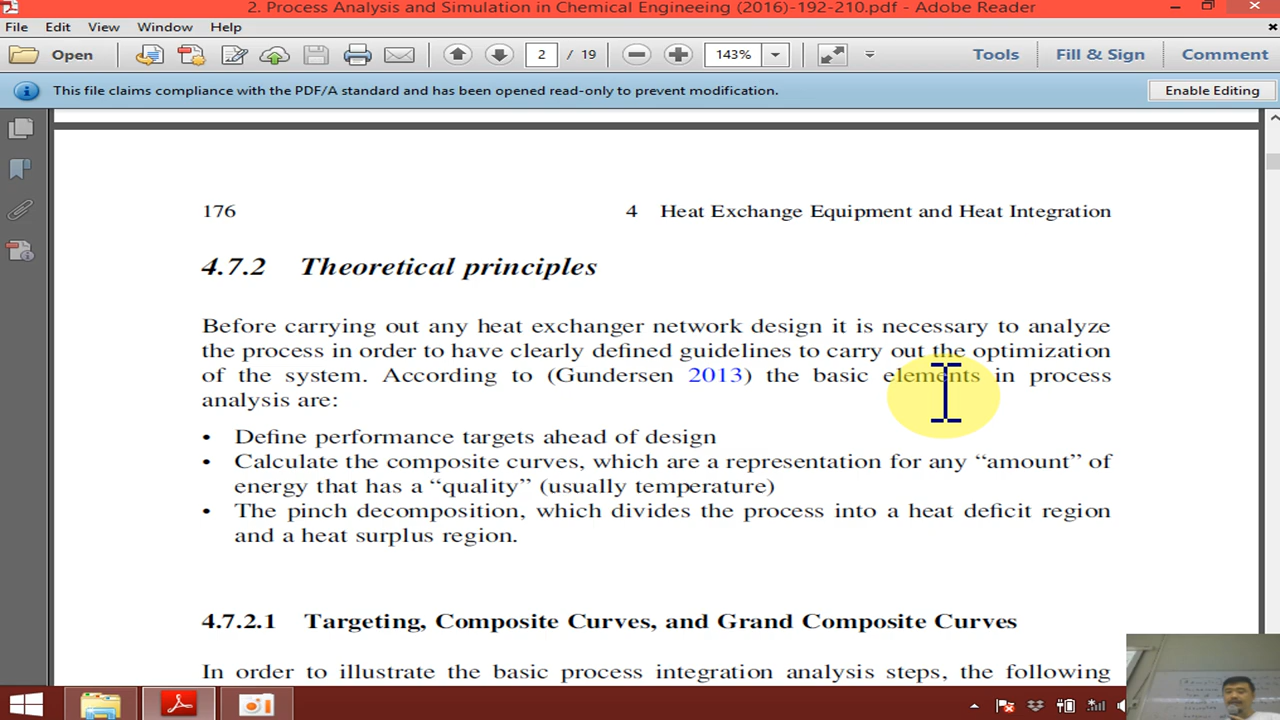 2. Process Analysis and Simulation in Chemical Engineeing (2016)-192-210.pdf - Adobe Reader
File Edit View Window Help
Open 2 / 19 143% Tools Fill & Sign Comment
This file claims compliance with the PDF/A standard and has been opened read-only to prevent modification. Enable Editing
176 4 Heat Exchange Equipment and Heat Integration
4.7.2 Theoretical principles
Before carrying out any heat exchanger network design it is necessary to analyze
the process in order to have clearly defined guidelines to carry out the optimization
of the system. According to (Gundersen 2013) the basic elements in process
analysis are:
• Define performance targets ahead of design
• Calculate the composite curves, which are a representation for any “amount” of
energy that has a “quality” (usually temperature)
• The pinch decomposition, which divides the process into a heat deficit region
and a heat surplus region.
4.7.2.1 Targeting, Composite Curves, and Grand Composite Curves
In order to illustrate the basic process integration analysis steps, the following